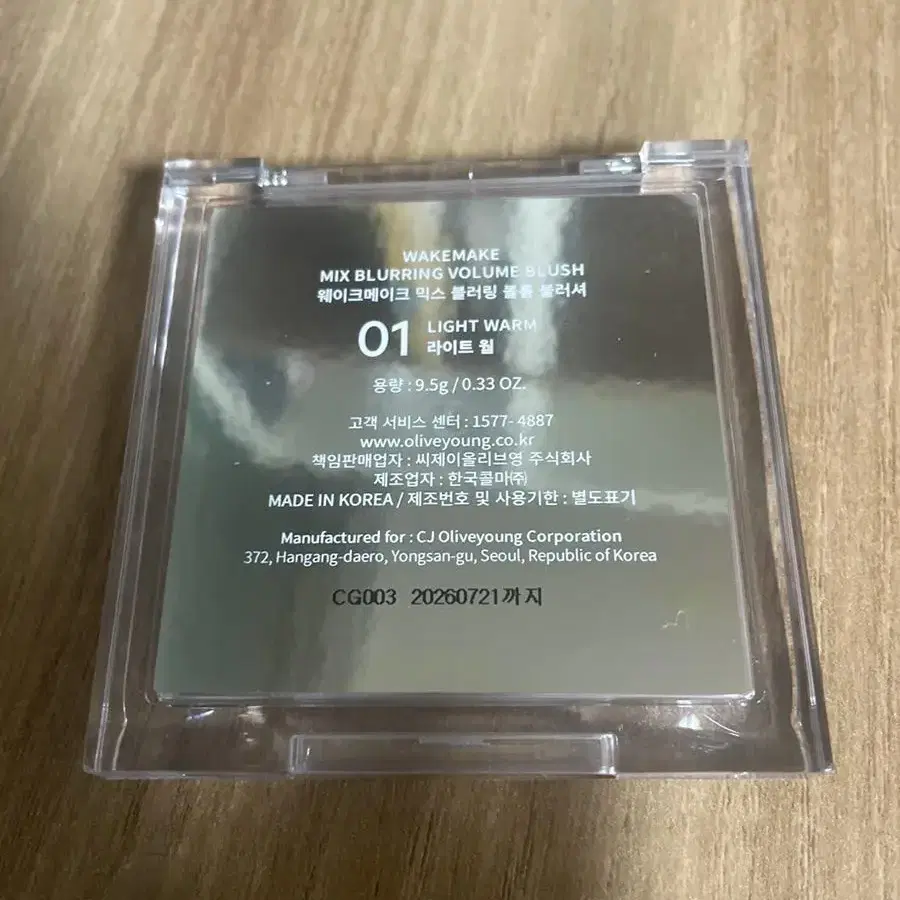 WAKEMAKE
MIX BLURRING VOLUME BLUSH
웨이크메이크 믹스 블러링 볼륨 블러셔
01 LIGHT WARM
라이트 웜
용량 : 9.5g / 0.33 OZ.
고객 서비스 센터 : 1577- 4887
www.oliveyoung.co.kr
책임판매업자 : 씨제이올리브영 주식회사
제조업자 : 한국콜마㈜
MADE IN KOREA / 제조번호 및 사용기한 : 별도표기
Manufactured for : CJ Oliveyoung Corporation
372, Hangang-daero, Yongsan-gu, Seoul, Republic of Korea
CG003 20260721까지